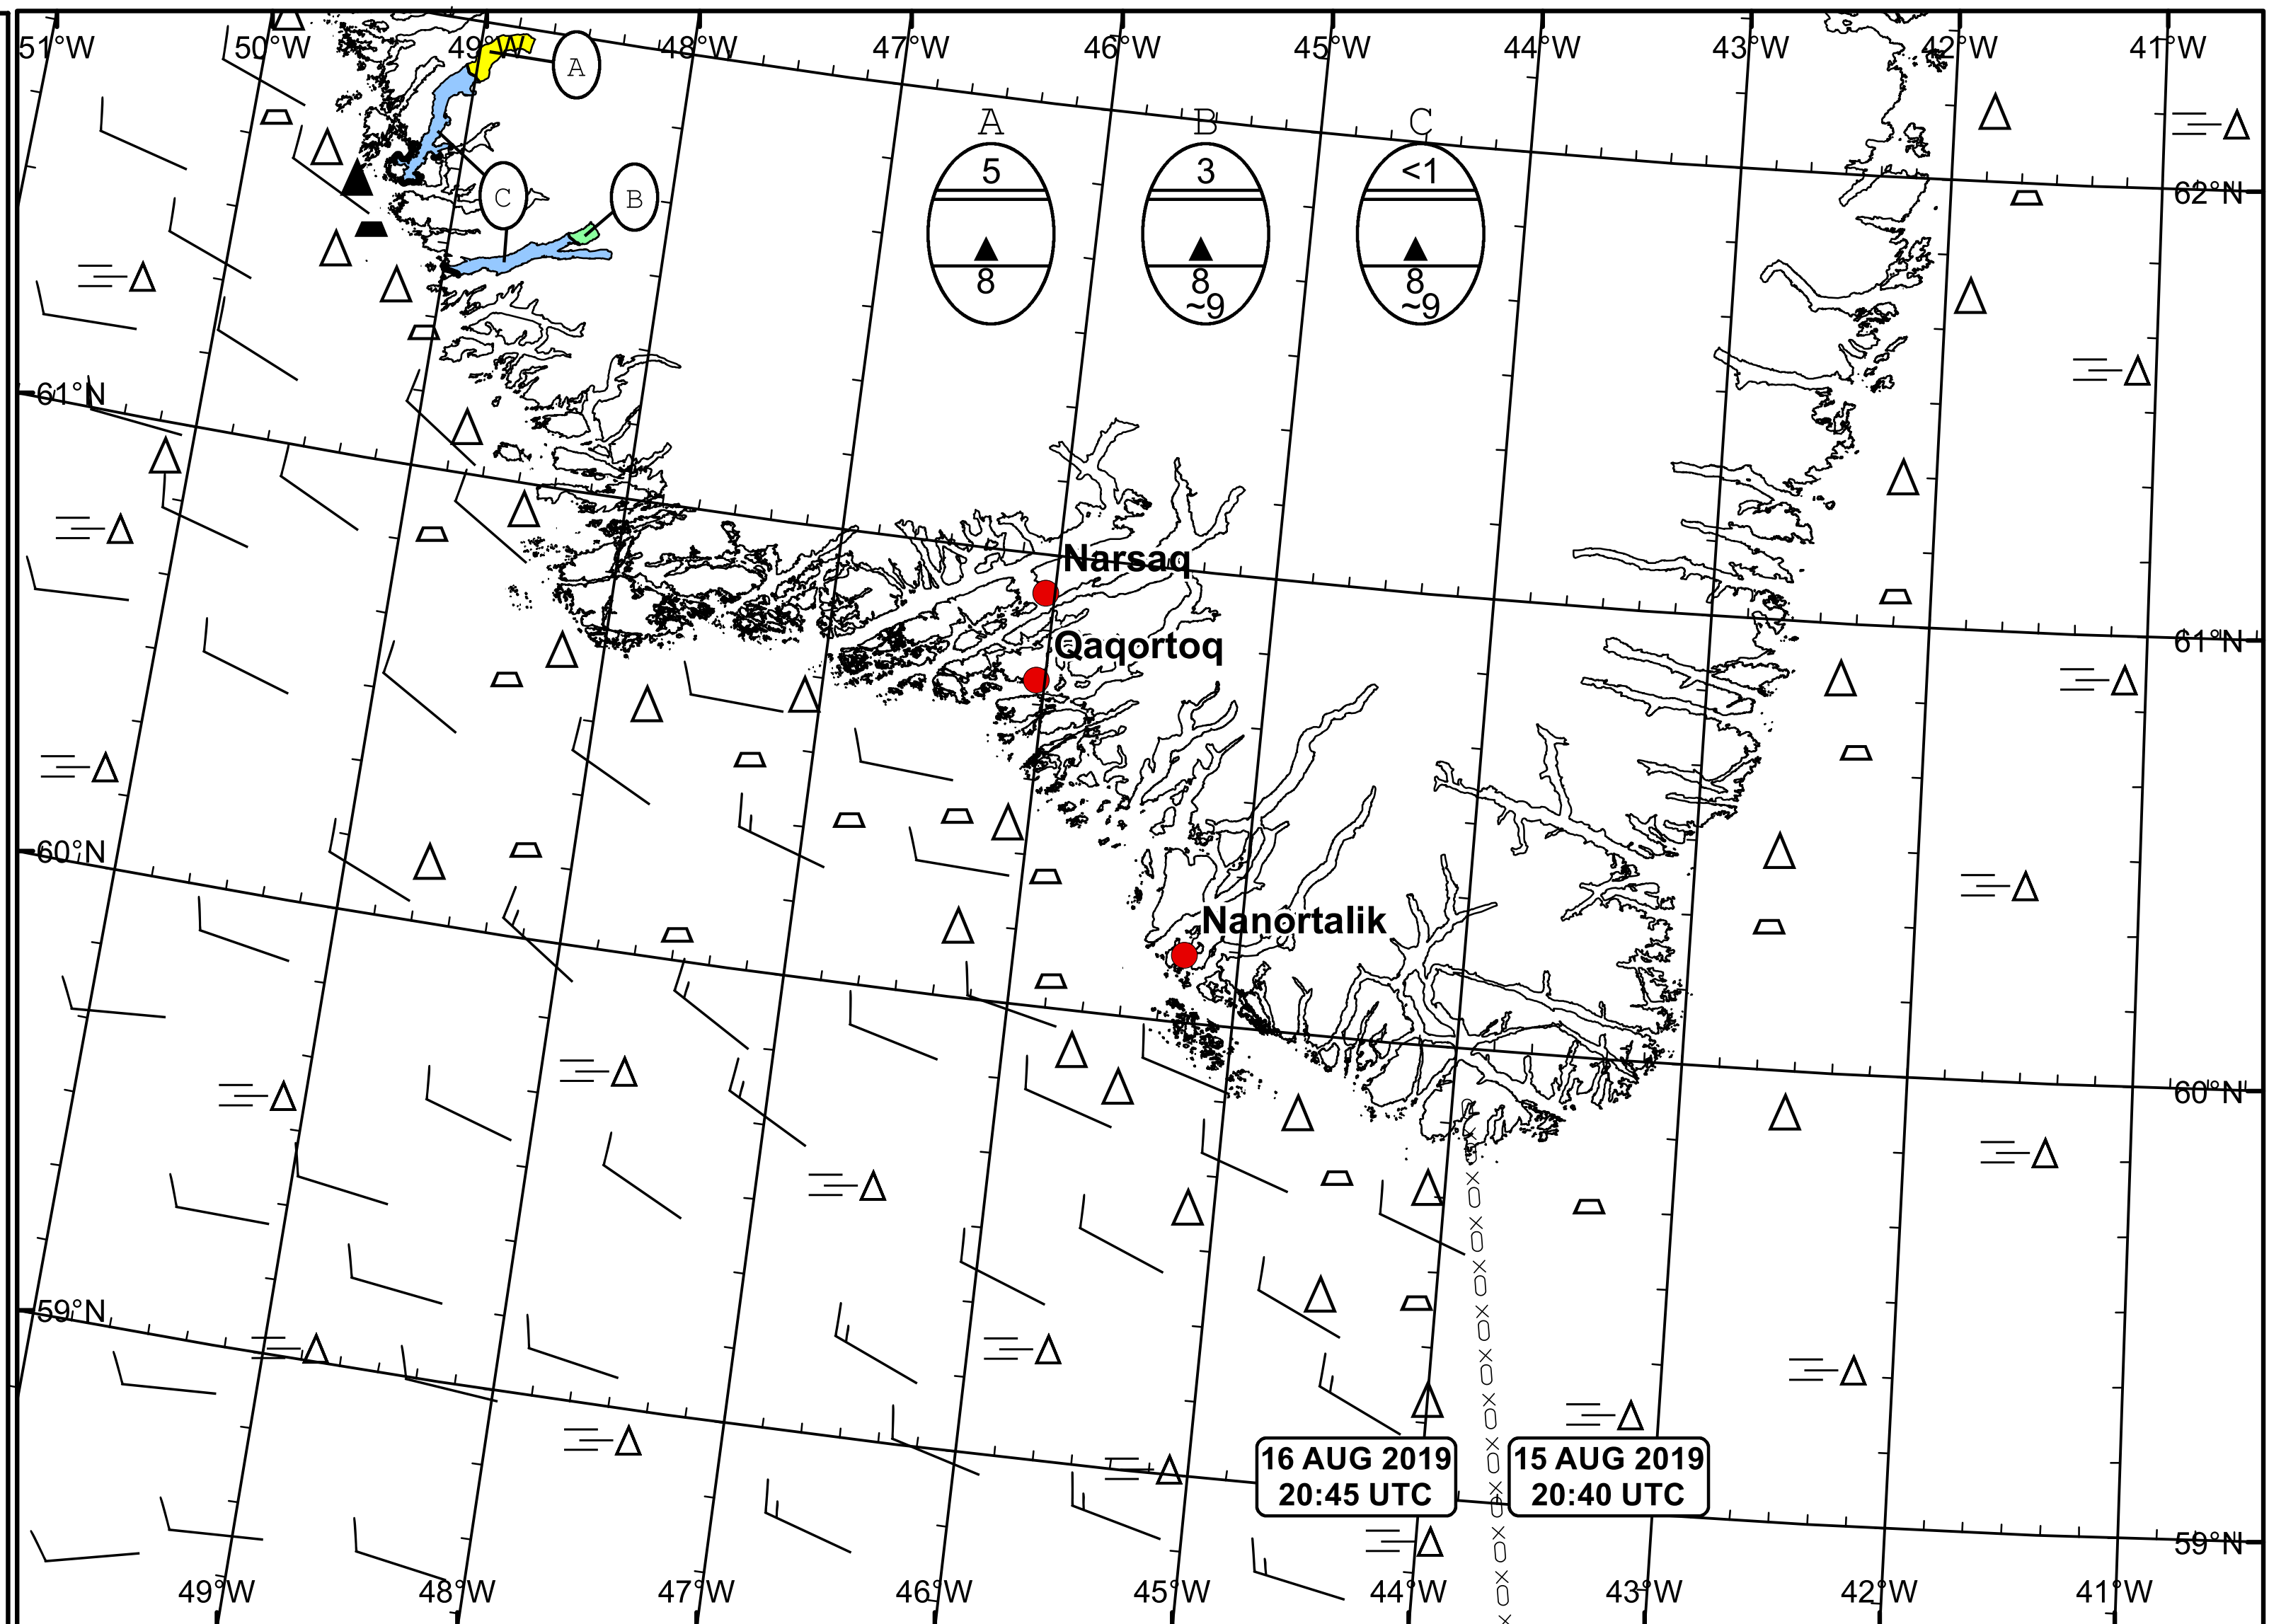 51°W 50°W 49°W 48°W 47°W 46°W 45°W 44°W 43°W 42°W 41°W
A
A B C
5 3 <1
C B
62°N
8 8 8
~9 ~9
61°N
Narsaq
61°N
Qaqortoq
60°N
Nanortalik
60°N
59°N
16 AUG 2019
20:45 UTC
15 AUG 2019
20:40 UTC
59°N
49°W 48°W 47°W 46°W 45°W 44°W 43°W 42°W 41°W